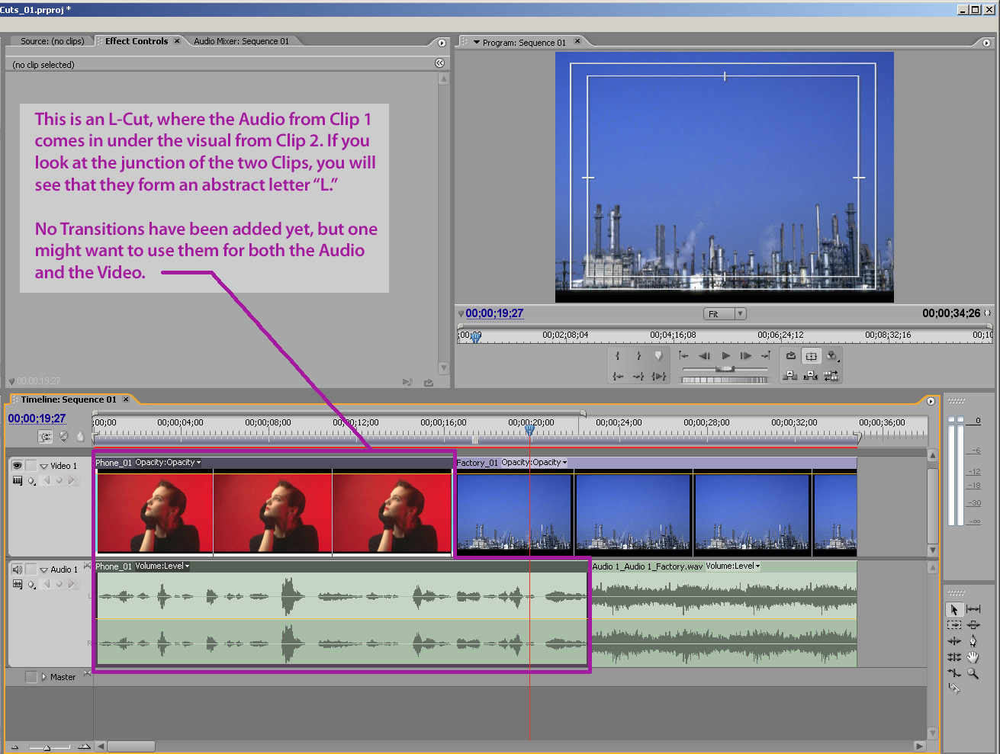 Cuts_01.prproj *
Source: (no clips)
Effect Controls
Audio Mixer: Sequence 01
(no clip selected)
This is an L-Cut, where the Audio from Clip 1
comes in under the visual from Clip 2. If you
look at the junction of the two Clips, you will
see that they form an abstract letter “L.”
No Transitions have been added yet, but one
might want to use them for both the Audio
and the Video.
00;00;19;27
Program: Sequence 01
00;00;19;27
Fit
00;00;34;26
;00;00
00;02;08;04
00;04;16;08
00;06;24;12
00;08;32;16
00;10
Timeline: Sequence 01
00;00;19;27
;00;00
00;00;04;00
00;00;08;00
00;00;12;00
00;00;16;00
00;00;20;00
00;00;24;00
00;00;28;00
00;00;32;00
00;00;36;00
Video 1
Phone_01 Opacity:Opacity
Factory_01 Opacity:Opacity
Audio 1
Phone_01 Volume:Level
Audio 1_Audio 1_Factory.wav Volume:Level
L
R
Master
0
-6
-12
-18
-30
-∞